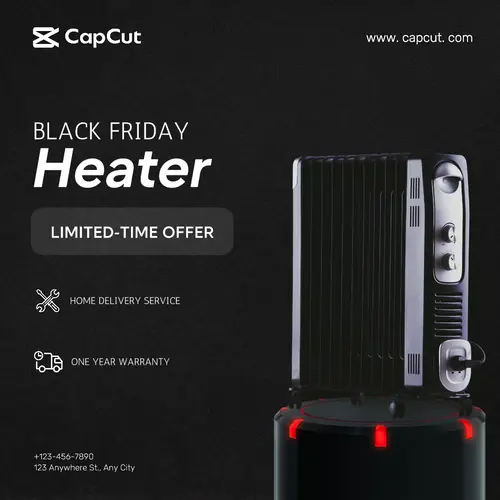 CapCut
www. capcut. com
BLACK FRIDAY
Heater
LIMITED-TIME OFFER
HOME DELIVERY SERVICE
ONE YEAR WARRANTY
+123-456-7890
123 Anywhere St., Any City